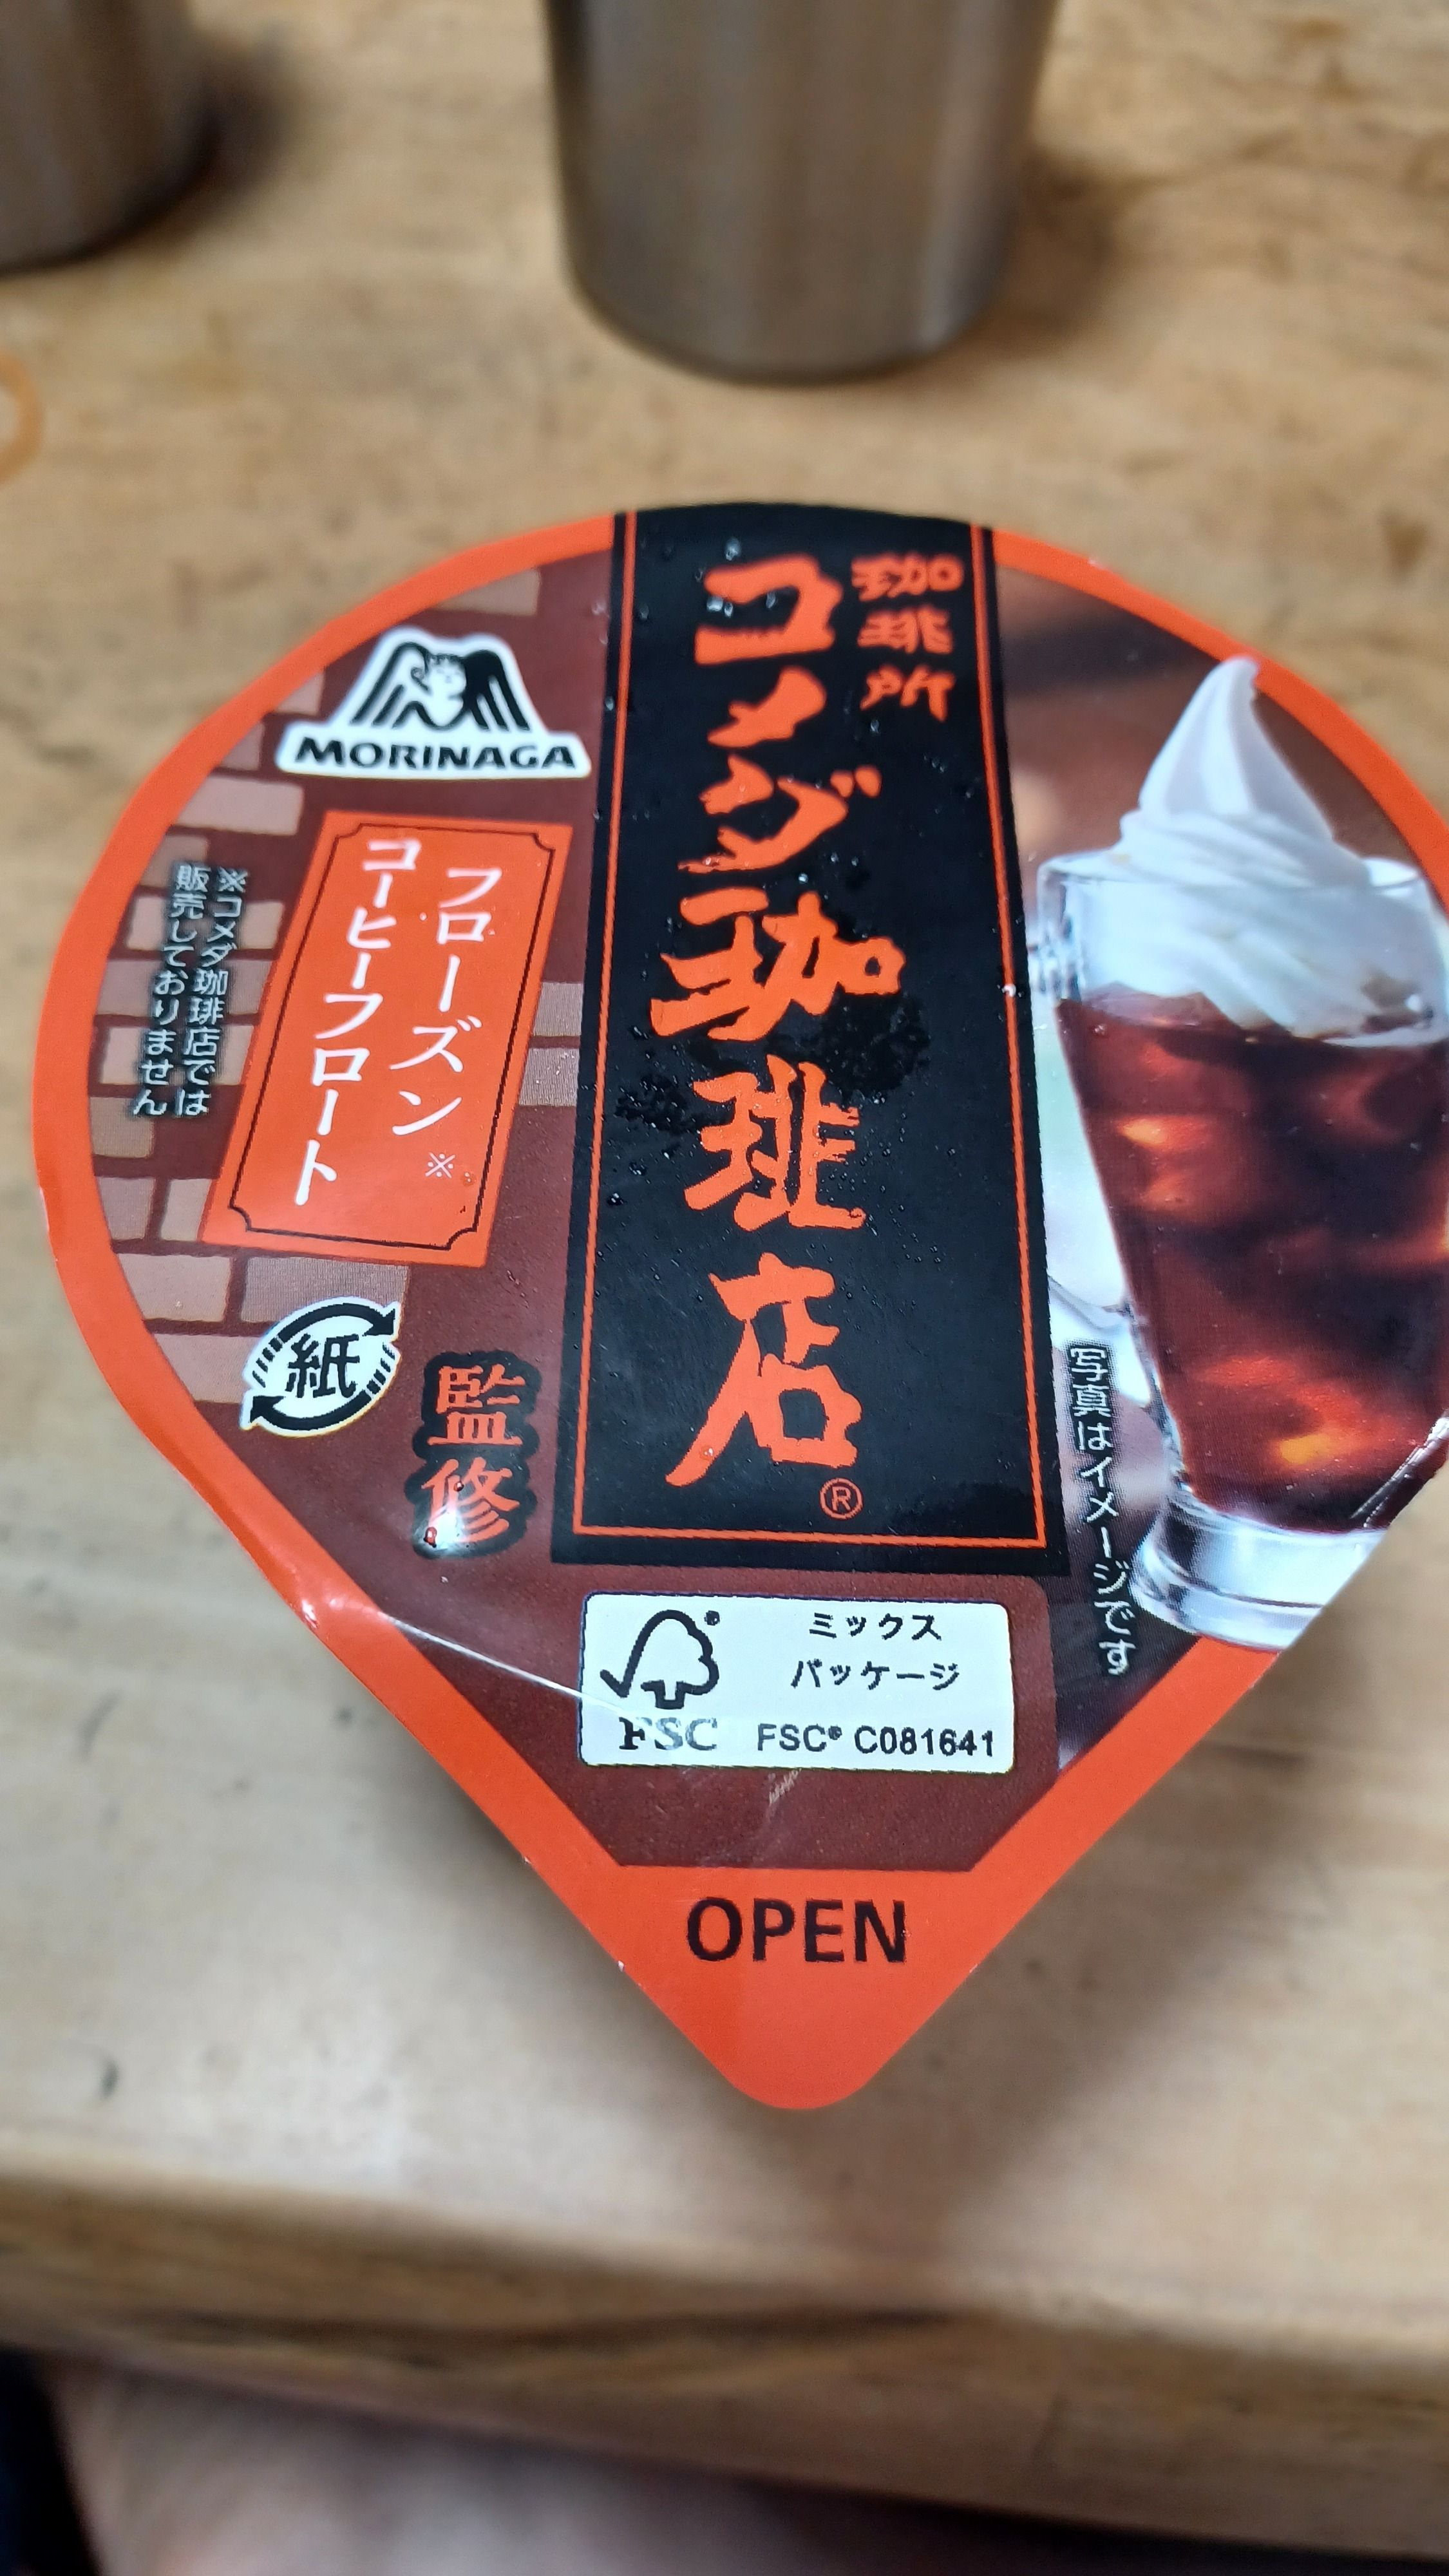 珈琲所
コメダ珈琲店®
MORINAGA
フローズン※
コーヒーフロート
※コメダ珈琲店では
販売しておりません
紙
監修
写真はイメージです
ミックス
パッケージ
FSC
FSC® C081641
OPEN